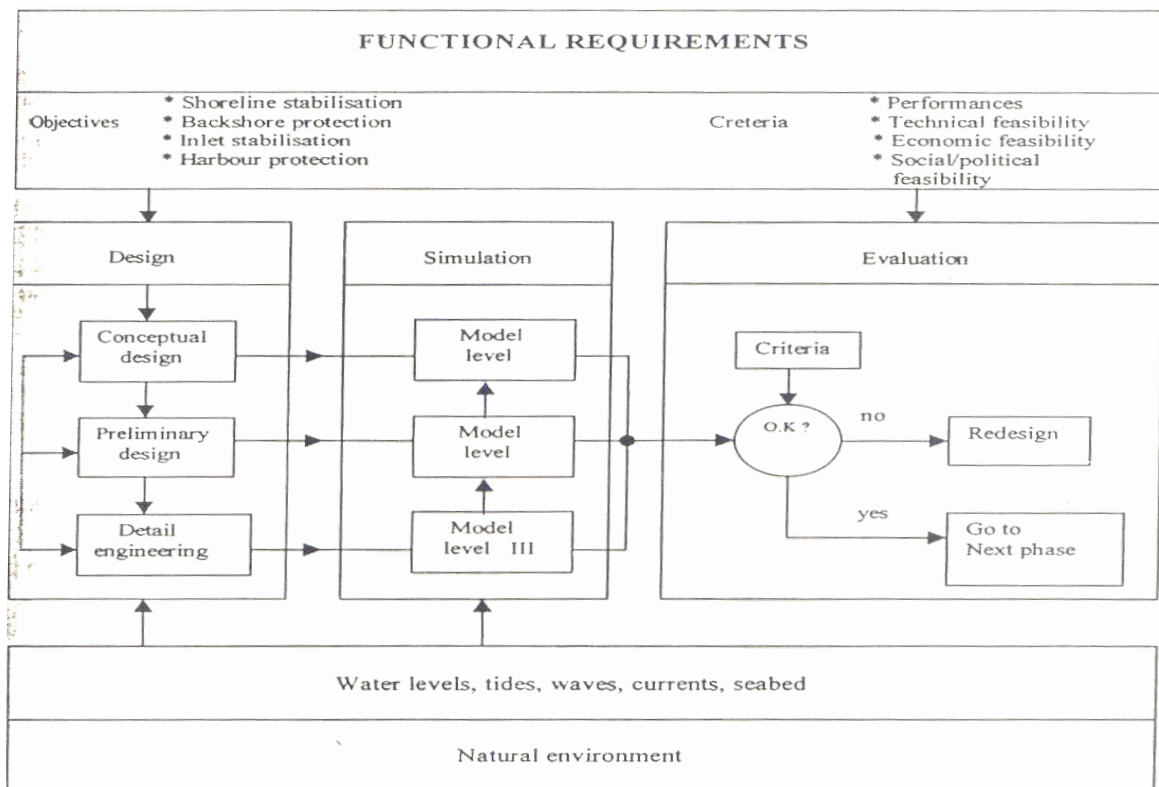 FUNCTIONAL REQUIREMENTS
Objectives
* Shoreline stabilisation
* Backshore protection
* Inlet stabilisation
* Harbour protection
Creteria
* Performances
* Technical feasibility
* Economic feasibility
* Social/political
feasibility
Design
Conceptual
design
Preliminary
design
Detail
engineering
Simulation
Model
level
Model
level
Model
level III
Evaluation
Criteria
O.K ?
no
Redesign
yes
Go to
Next phase
Water levels, tides, waves, currents, seabed
Natural environment